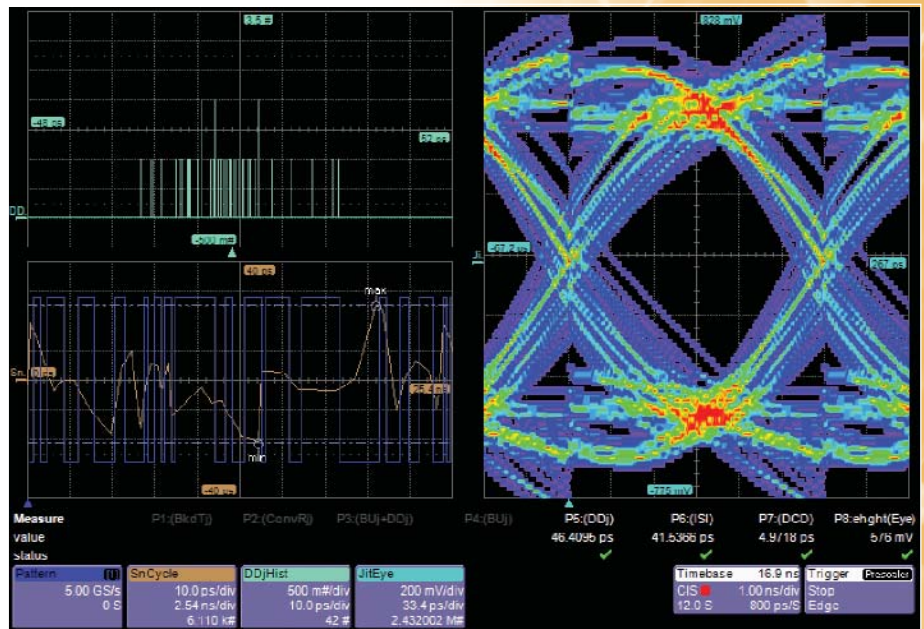 3.5 #
-48 ps
52 ps
DD
-500 m#
40 ps
max
Sn.
0 ps
25.4 ns
min
-40 ps
828 mV
-67.2 ps
Ji.
267 ps
-775 mV
Measure P1:(BkdTj) P2:(ConvRj) P3:(BUj+DDj) P4:(BUj) P5:(DDj) P6:(ISI) P7:(DCD) P8:ehght(Eye)
value 46.4095 ps 41.5366 ps 4.9718 ps 576 mV
status
Pattern SnCycle DDjHist JitEye Timebase 16.9 ns Trigger Prescaler
5.00 GS/s 10.0 ps/div 500 m#/div 200 mV/div CIS 1.00 ns/div Stop
0 S 2.54 ns/div 10.0 ps/div 33.4 ps/div 12.0 S 800 ps/S Edge
6.110 k# 42 # 2.432002 M#